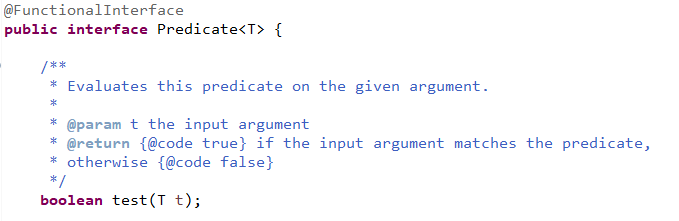 @FunctionalInterface
public interface Predicate<T> {
/**
* Evaluates this predicate on the given argument.
*
* @param t the input argument
* @return {@code true} if the input argument matches the predicate,
* otherwise {@code false}
*/
boolean test(T t);